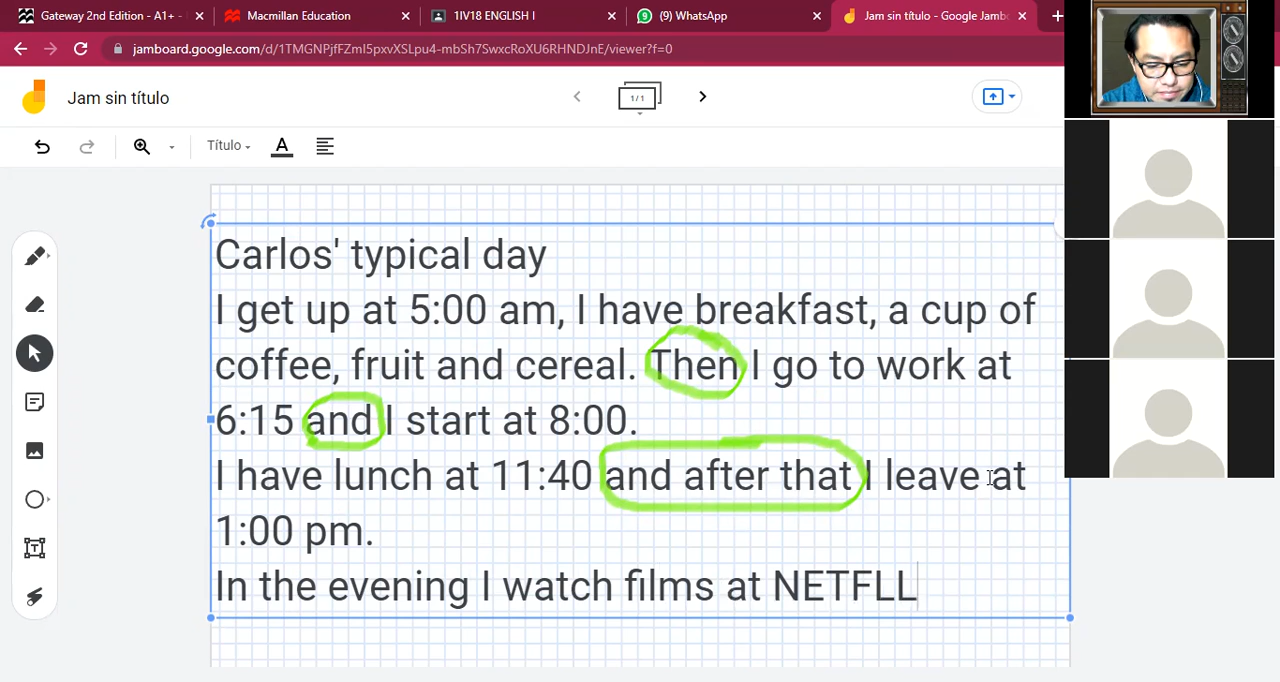 Gateway 2nd Edition - A1+ -
Macmillan Education
1IV18 ENGLISH I
(9) WhatsApp
Jam sin título - Google Jamb
jamboard.google.com/d/1TMGNPjfFZmI5pxvXSLpu4-mbSh7SwxcRoXU6RHNDJnE/viewer?f=0
Jam sin título
1/1
Título
Carlos' typical day
I get up at 5:00 am, I have breakfast, a cup of
coffee, fruit and cereal. Then I go to work at
6:15 and I start at 8:00.
I have lunch at 11:40 and after that I leave at
1:00 pm.
In the evening I watch films at NETFLL